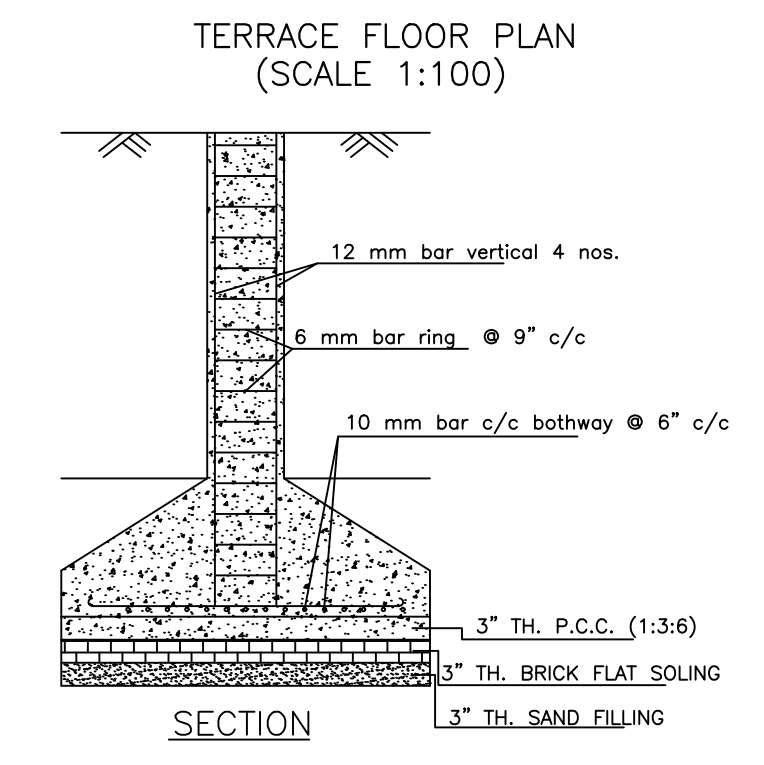 TERRACE FLOOR PLAN
(SCALE 1:100)
12 mm bar vertical 4 nos.
6 mm bar ring @ 9" c/c
10 mm bar c/c bothway @ 6" c/c
3" TH. P.C.C. (1:3:6)
3" TH. BRICK FLAT SOLING
3" TH. SAND FILLING
SECTION